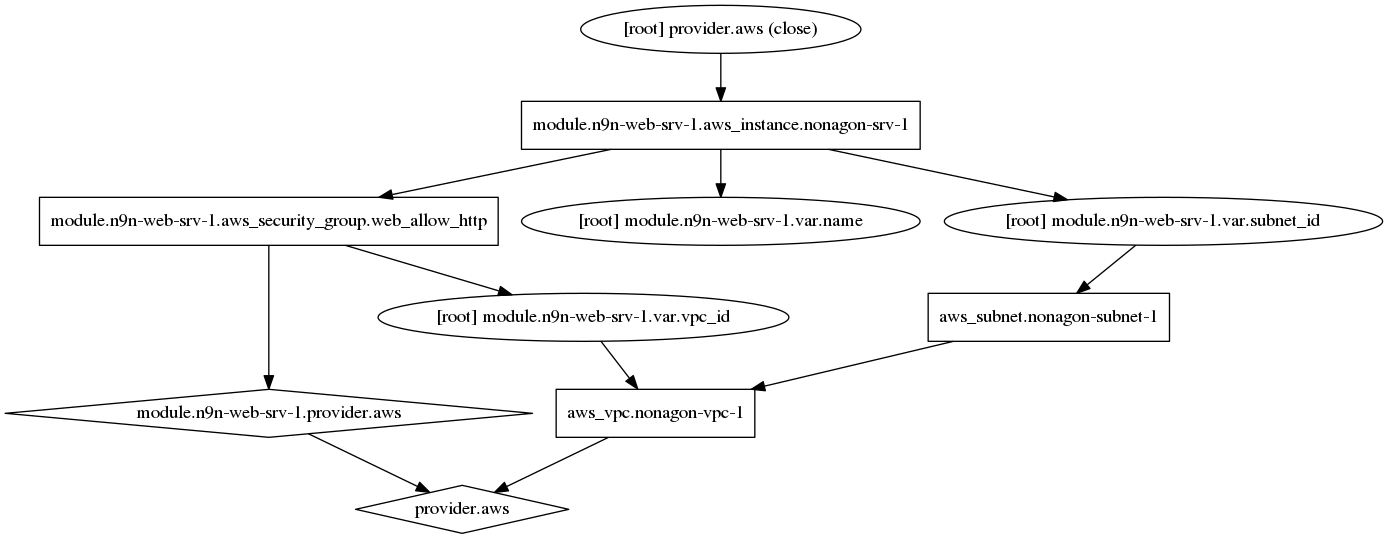 [root] provider.aws (close)
module.n9n-web-srv-1.aws_instance.nonagon-srv-1
module.n9n-web-srv-1.aws_security_group.web_allow_http
[root] module.n9n-web-srv-1.var.name
[root] module.n9n-web-srv-1.var.subnet_id
[root] module.n9n-web-srv-1.var.vpc_id
aws_subnet.nonagon-subnet-1
module.n9n-web-srv-1.provider.aws
aws_vpc.nonagon-vpc-1
provider.aws